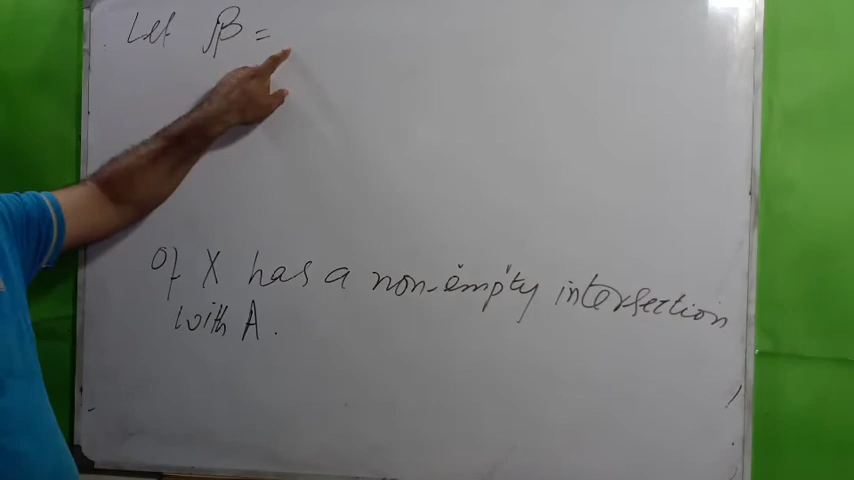 Let β =
of X has a non-empty intersection
with A.